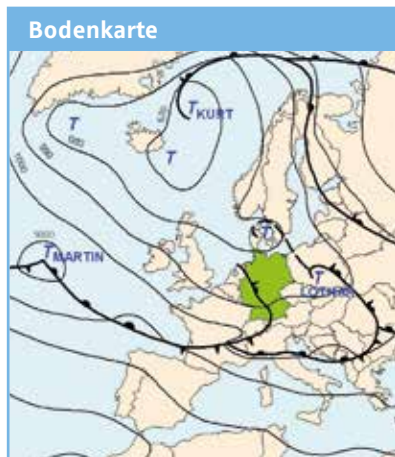 Bodenkarte
T KURT
T
T
1000
T MARTIN
T
T
LOTHAR